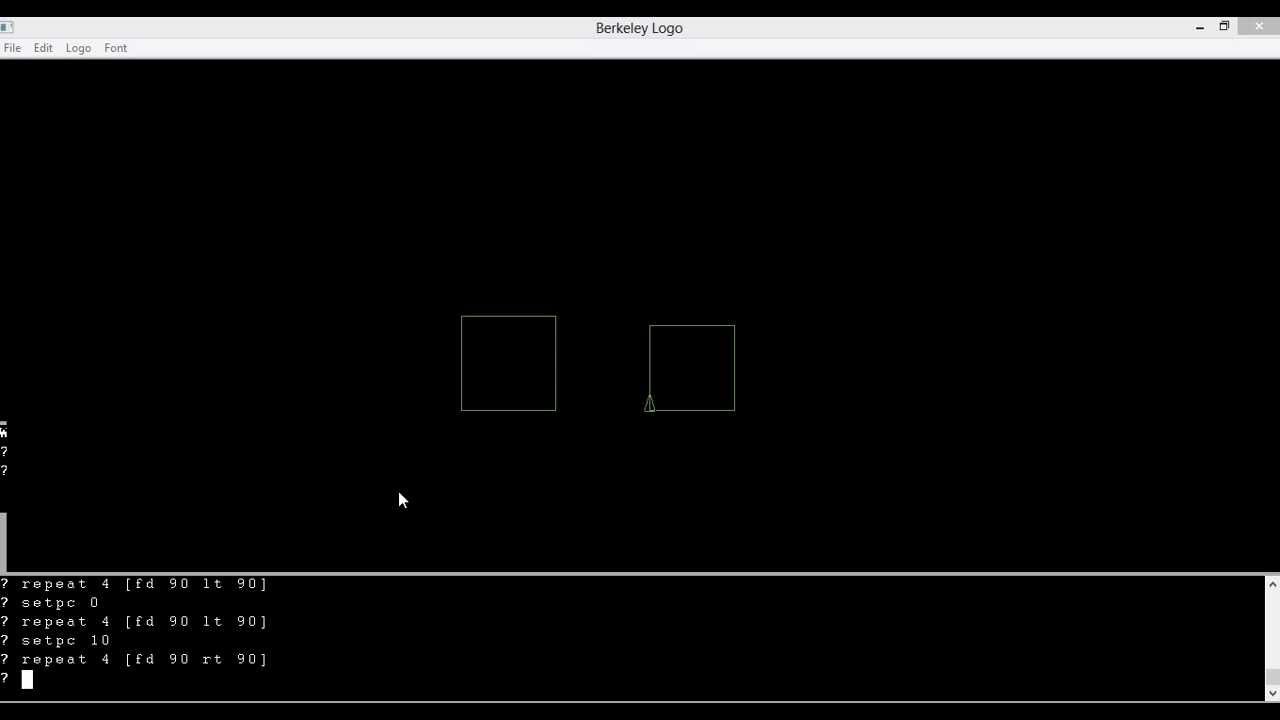 Berkeley Logo
File Edit Logo Font
?
?
? repeat 4 [fd 90 lt 90]
? setpc 0
? repeat 4 [fd 90 lt 90]
? setpc 10
? repeat 4 [fd 90 rt 90]
?